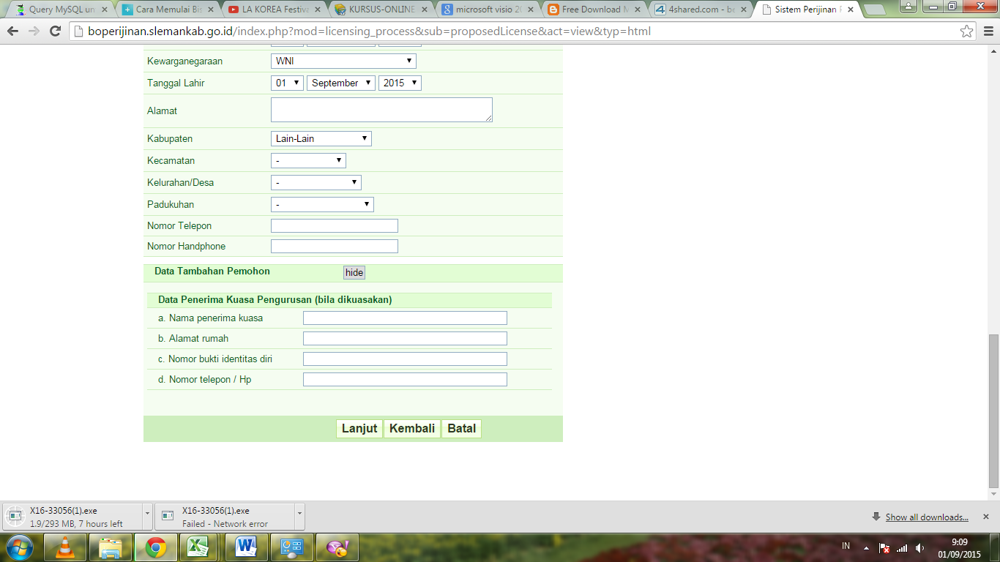 Query MySQL un
Cara Memulai Bis
LA KOREA Festiva
KURSUS-ONLINE
microsoft visio 20
Free Download M
4shared.com - be
Sistem Perijinan P
boperijinan.slemankab.go.id/index.php?mod=licensing_process&sub=proposedLicense&act=view&typ=html
Kewarganegaraan WNI
Tanggal Lahir 01 September 2015
Alamat
Kabupaten Lain-Lain
Kecamatan -
Kelurahan/Desa -
Padukuhan -
Nomor Telepon
Nomor Handphone
Data Tambahan Pemohon hide
Data Penerima Kuasa Pengurusan (bila dikuasakan)
a. Nama penerima kuasa
b. Alamat rumah
c. Nomor bukti identitas diri
d. Nomor telepon / Hp
Lanjut Kembali Batal
X16-33056(1).exe
1.9/293 MB, 7 hours left
X16-33056(1).exe
Failed - Network error
Show all downloads...
IN
9:09
01/09/2015